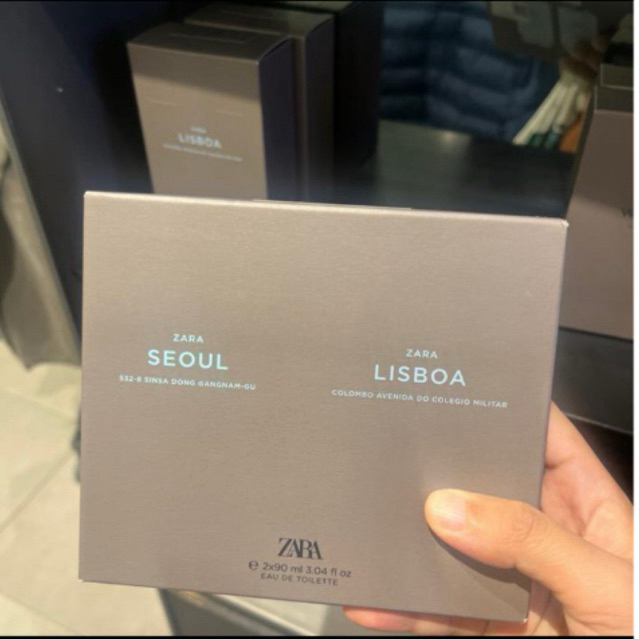 ZARA
LISBOA
ZARA
SEOUL
532-8 SINSA DONG GANGNAM-GU
ZARA
LISBOA
COLOMBO AVENIDA DO COLEGIO MILITAR
ZARA
℮ 2x90 ml 3.04 fl oz
EAU DE TOILETTE